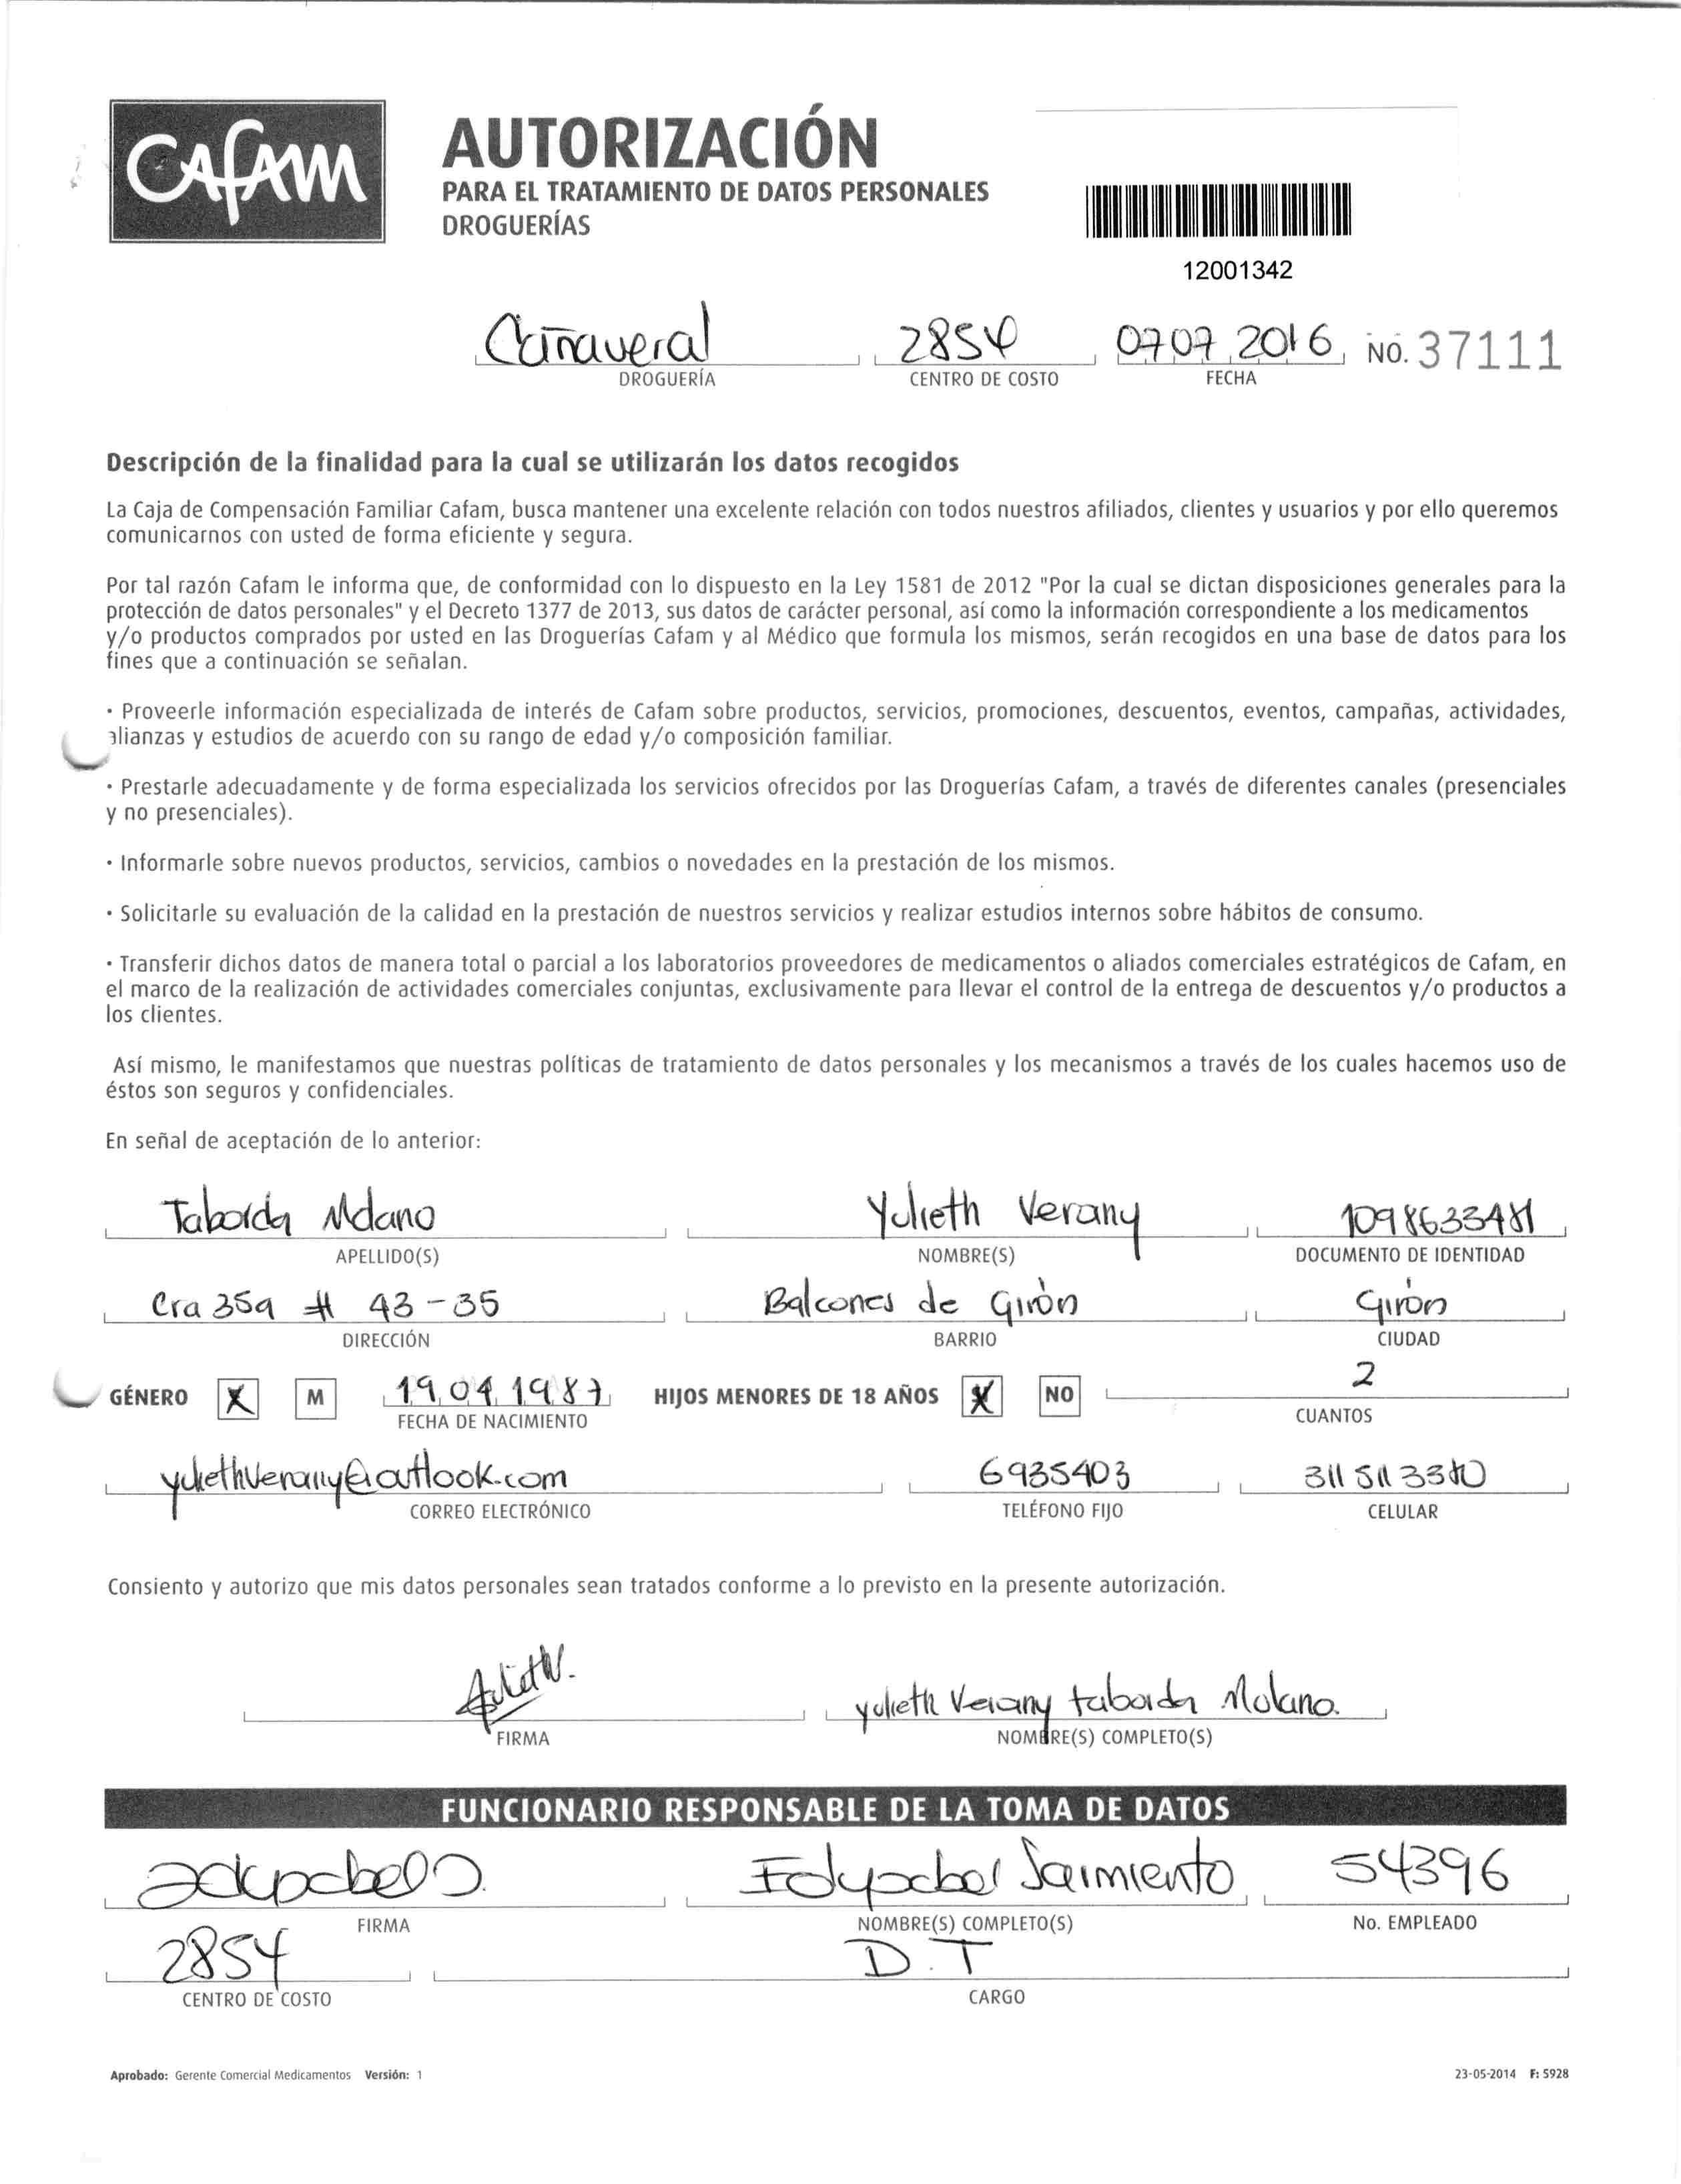 Cafam
AUTORIZACIÓN
PARA EL TRATAMIENTO DE DATOS PERSONALES
DROGUERÍAS
12001342
Cañaveral 2854 07 07 2016 NO. 37111
DROGUERÍA CENTRO DE COSTO FECHA
Descripción de la finalidad para la cual se utilizarán los datos recogidos
La Caja de Compensación Familiar Cafam, busca mantener una excelente relación con todos nuestros afiliados, clientes y usuarios y por ello queremos
comunicarnos con usted de forma eficiente y segura.
Por tal razón Cafam le informa que, de conformidad con lo dispuesto en la Ley 1581 de 2012 "Por la cual se dictan disposiciones generales para la
protección de datos personales" y el Decreto 1377 de 2013, sus datos de carácter personal, así como la información correspondiente a los medicamentos
y/o productos comprados por usted en las Droguerías Cafam y al Médico que formula los mismos, serán recogidos en una base de datos para los
fines que a continuación se señalan.
· Proveerle información especializada de interés de Cafam sobre productos, servicios, promociones, descuentos, eventos, campañas, actividades,
alianzas y estudios de acuerdo con su rango de edad y/o composición familiar.
· Prestarle adecuadamente y de forma especializada los servicios ofrecidos por las Droguerías Cafam, a través de diferentes canales (presenciales
y no presenciales).
· Informarle sobre nuevos productos, servicios, cambios o novedades en la prestación de los mismos.
· Solicitarle su evaluación de la calidad en la prestación de nuestros servicios y realizar estudios internos sobre hábitos de consumo.
· Transferir dichos datos de manera total o parcial a los laboratorios proveedores de medicamentos o aliados comerciales estratégicos de Cafam, en
el marco de la realización de actividades comerciales conjuntas, exclusivamente para llevar el control de la entrega de descuentos y/o productos a
los clientes.
Así mismo, le manifestamos que nuestras políticas de tratamiento de datos personales y los mecanismos a través de los cuales hacemos uso de
éstos son seguros y confidenciales.
En señal de aceptación de lo anterior:
Taborda Molano Yulieth Verany 1098633481
APELLIDO(S) NOMBRE(S) DOCUMENTO DE IDENTIDAD
Cra 35a # 43-35 Balcones de Girón Girón
DIRECCIÓN BARRIO CIUDAD
GÉNERO X M 19 04 1987 HIJOS MENORES DE 18 AÑOS X NO 2
FECHA DE NACIMIENTO CUANTOS
yuliethVerany@outlook.com 6935403
CORREO ELECTRÓNICO TELÉFONO FIJO CELULAR
Consiento y autorizo que mis datos personales sean tratados conforme a lo previsto en la presente autorización.
yulieth Verany taborda Molano.
FIRMA NOMBRE(S) COMPLETO(S)
FUNCIONARIO RESPONSABLE DE LA TOMA DE DATOS
Sarmiento 54396
FIRMA NOMBRE(S) COMPLETO(S) No. EMPLEADO
2854 D.T
CENTRO DE COSTO CARGO
Aprobado: Gerente Comercial Medicamentos Versión: 1 23-05-2014 F: 5928